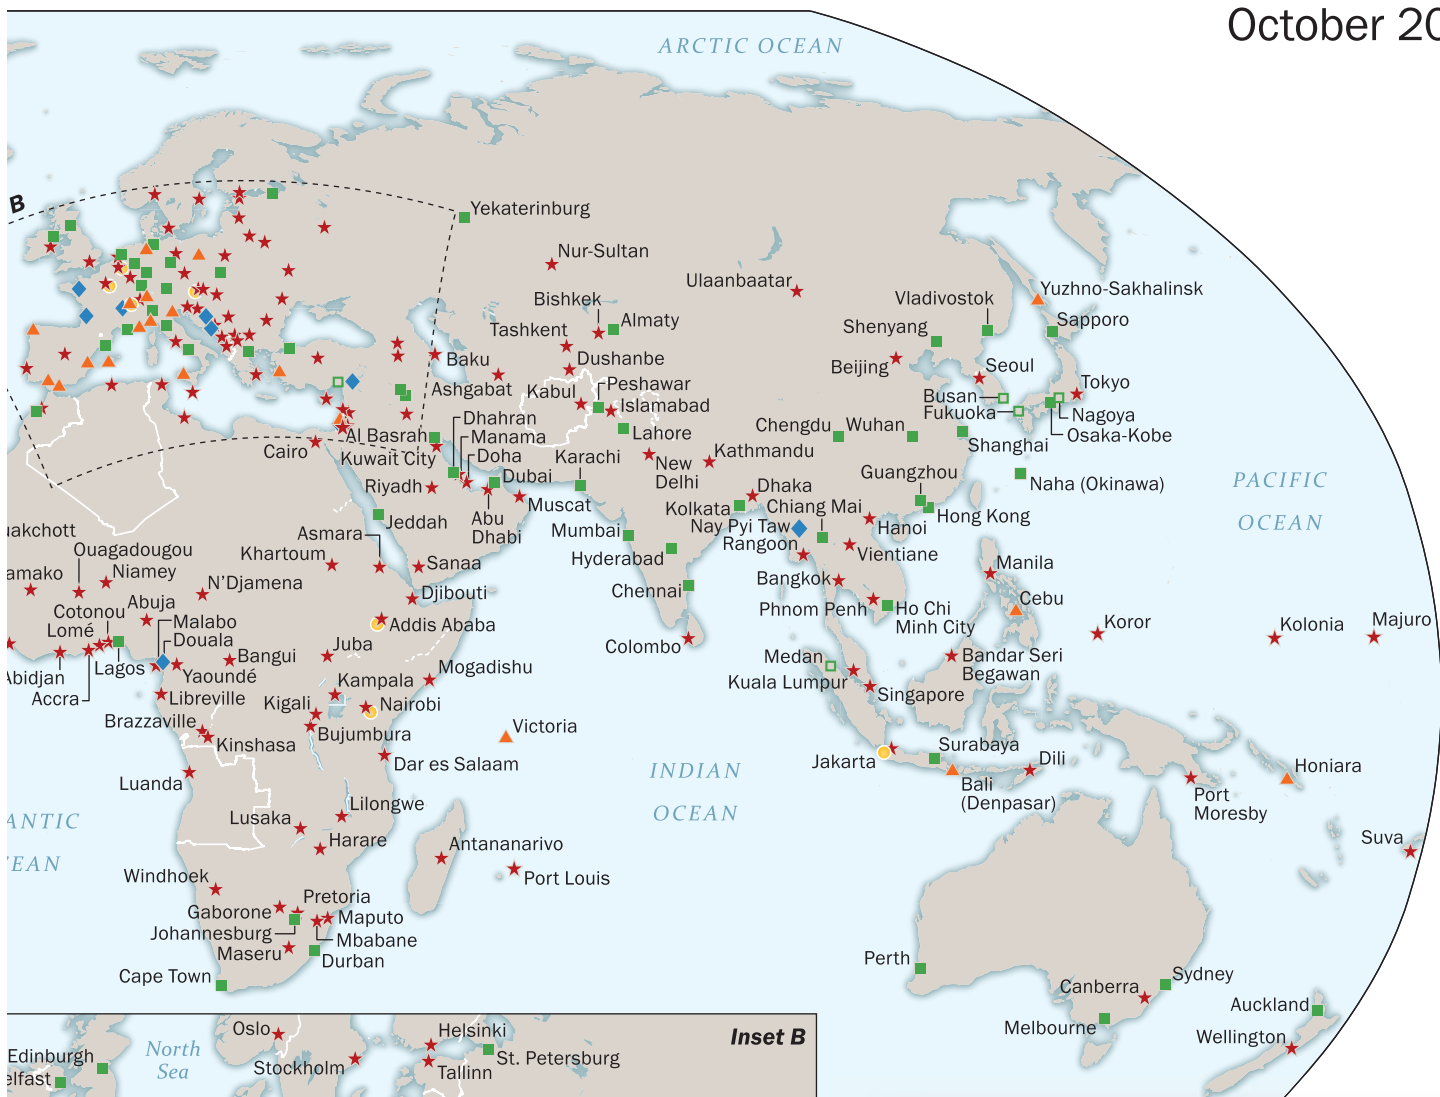 October 20
ARCTIC OCEAN
B
Yekaterinburg
Nur-Sultan
Ulaanbaatar
Yuzhno-Sakhalinsk
Vladivostok
Bishkek
Almaty
Sapporo
Shenyang
Tashkent
Baku
Dushanbe
Beijing
Seoul
Tokyo
Ashgabat
Kabul
Peshawar
Islamabad
Busan
Fukuoka
Nagoya
Osaka-Kobe
Dhahran
Manama
Doha
Al Basrah
Lahore
Chengdu
Wuhan
Shanghai
Cairo
Kuwait City
Karachi
New
Delhi
Kathmandu
Guangzhou
Naha (Okinawa)
PACIFIC
OCEAN
Riyadh
Dubai
Muscat
Dhaka
Kolkata
Chiang Mai
Hong Kong
Jeddah
Abu
Dhabi
Mumbai
Nay Pyi Taw
Rangoon
Hanoi
uakchott
Asmara
Khartoum
Hyderabad
Vientiane
Ouagadougou
Niamey
amako
N'Djamena
Sanaa
Djibouti
Chennai
Bangkok
Manila
Cotonou
Abuja
Lomé
Malabo
Douala
Addis Ababa
Phnom Penh
Ho Chi
Minh City
Cebu
Koror
Kolonia
Majuro
Colombo
Juba
Bangui
Lagos
Yaoundé
Abidjan
Accra
Mogadishu
Medan
Kuala Lumpur
Bandar Seri
Begawan
Singapore
Libreville
Kampala
Kigali
Nairobi
Brazzaville
Kinshasa
Bujumbura
Victoria
Dar es Salaam
Jakarta
Surabaya
Dili
Honiara
Luanda
INDIAN
OCEAN
Bali
(Denpasar)
Port
Moresby
ANTIC
EAN
Lilongwe
Lusaka
Harare
Antananarivo
Port Louis
Suva
Windhoek
Pretoria
Gaborone
Maputo
Johannesburg
Mbabane
Maseru
Durban
Cape Town
Perth
Canberra
Sydney
Melbourne
Auckland
Wellington
Inset B
Oslo
Helsinki
Edinburgh
North
Sea
Stockholm
St. Petersburg
elfast
Tallinn